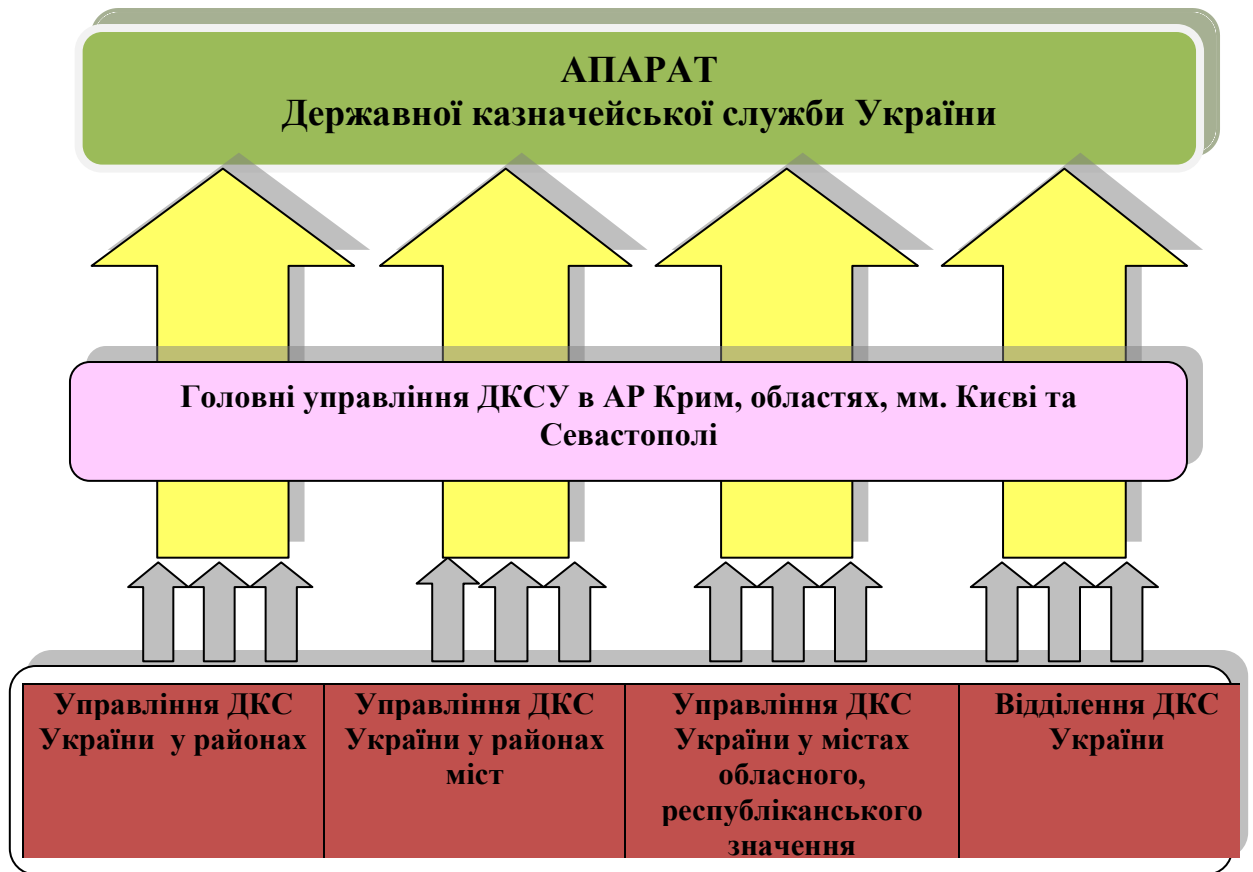 АПАРАТ
Державної казначейської служби України
Головні управління ДКСУ в АР Крим, областях, мм. Києві та
Севастополі
Управління ДКС
України у районах
Управління ДКС
України у районах
міст
Управління ДКС
України у містах
обласного,
республіканського
значення
Відділення ДКС
України